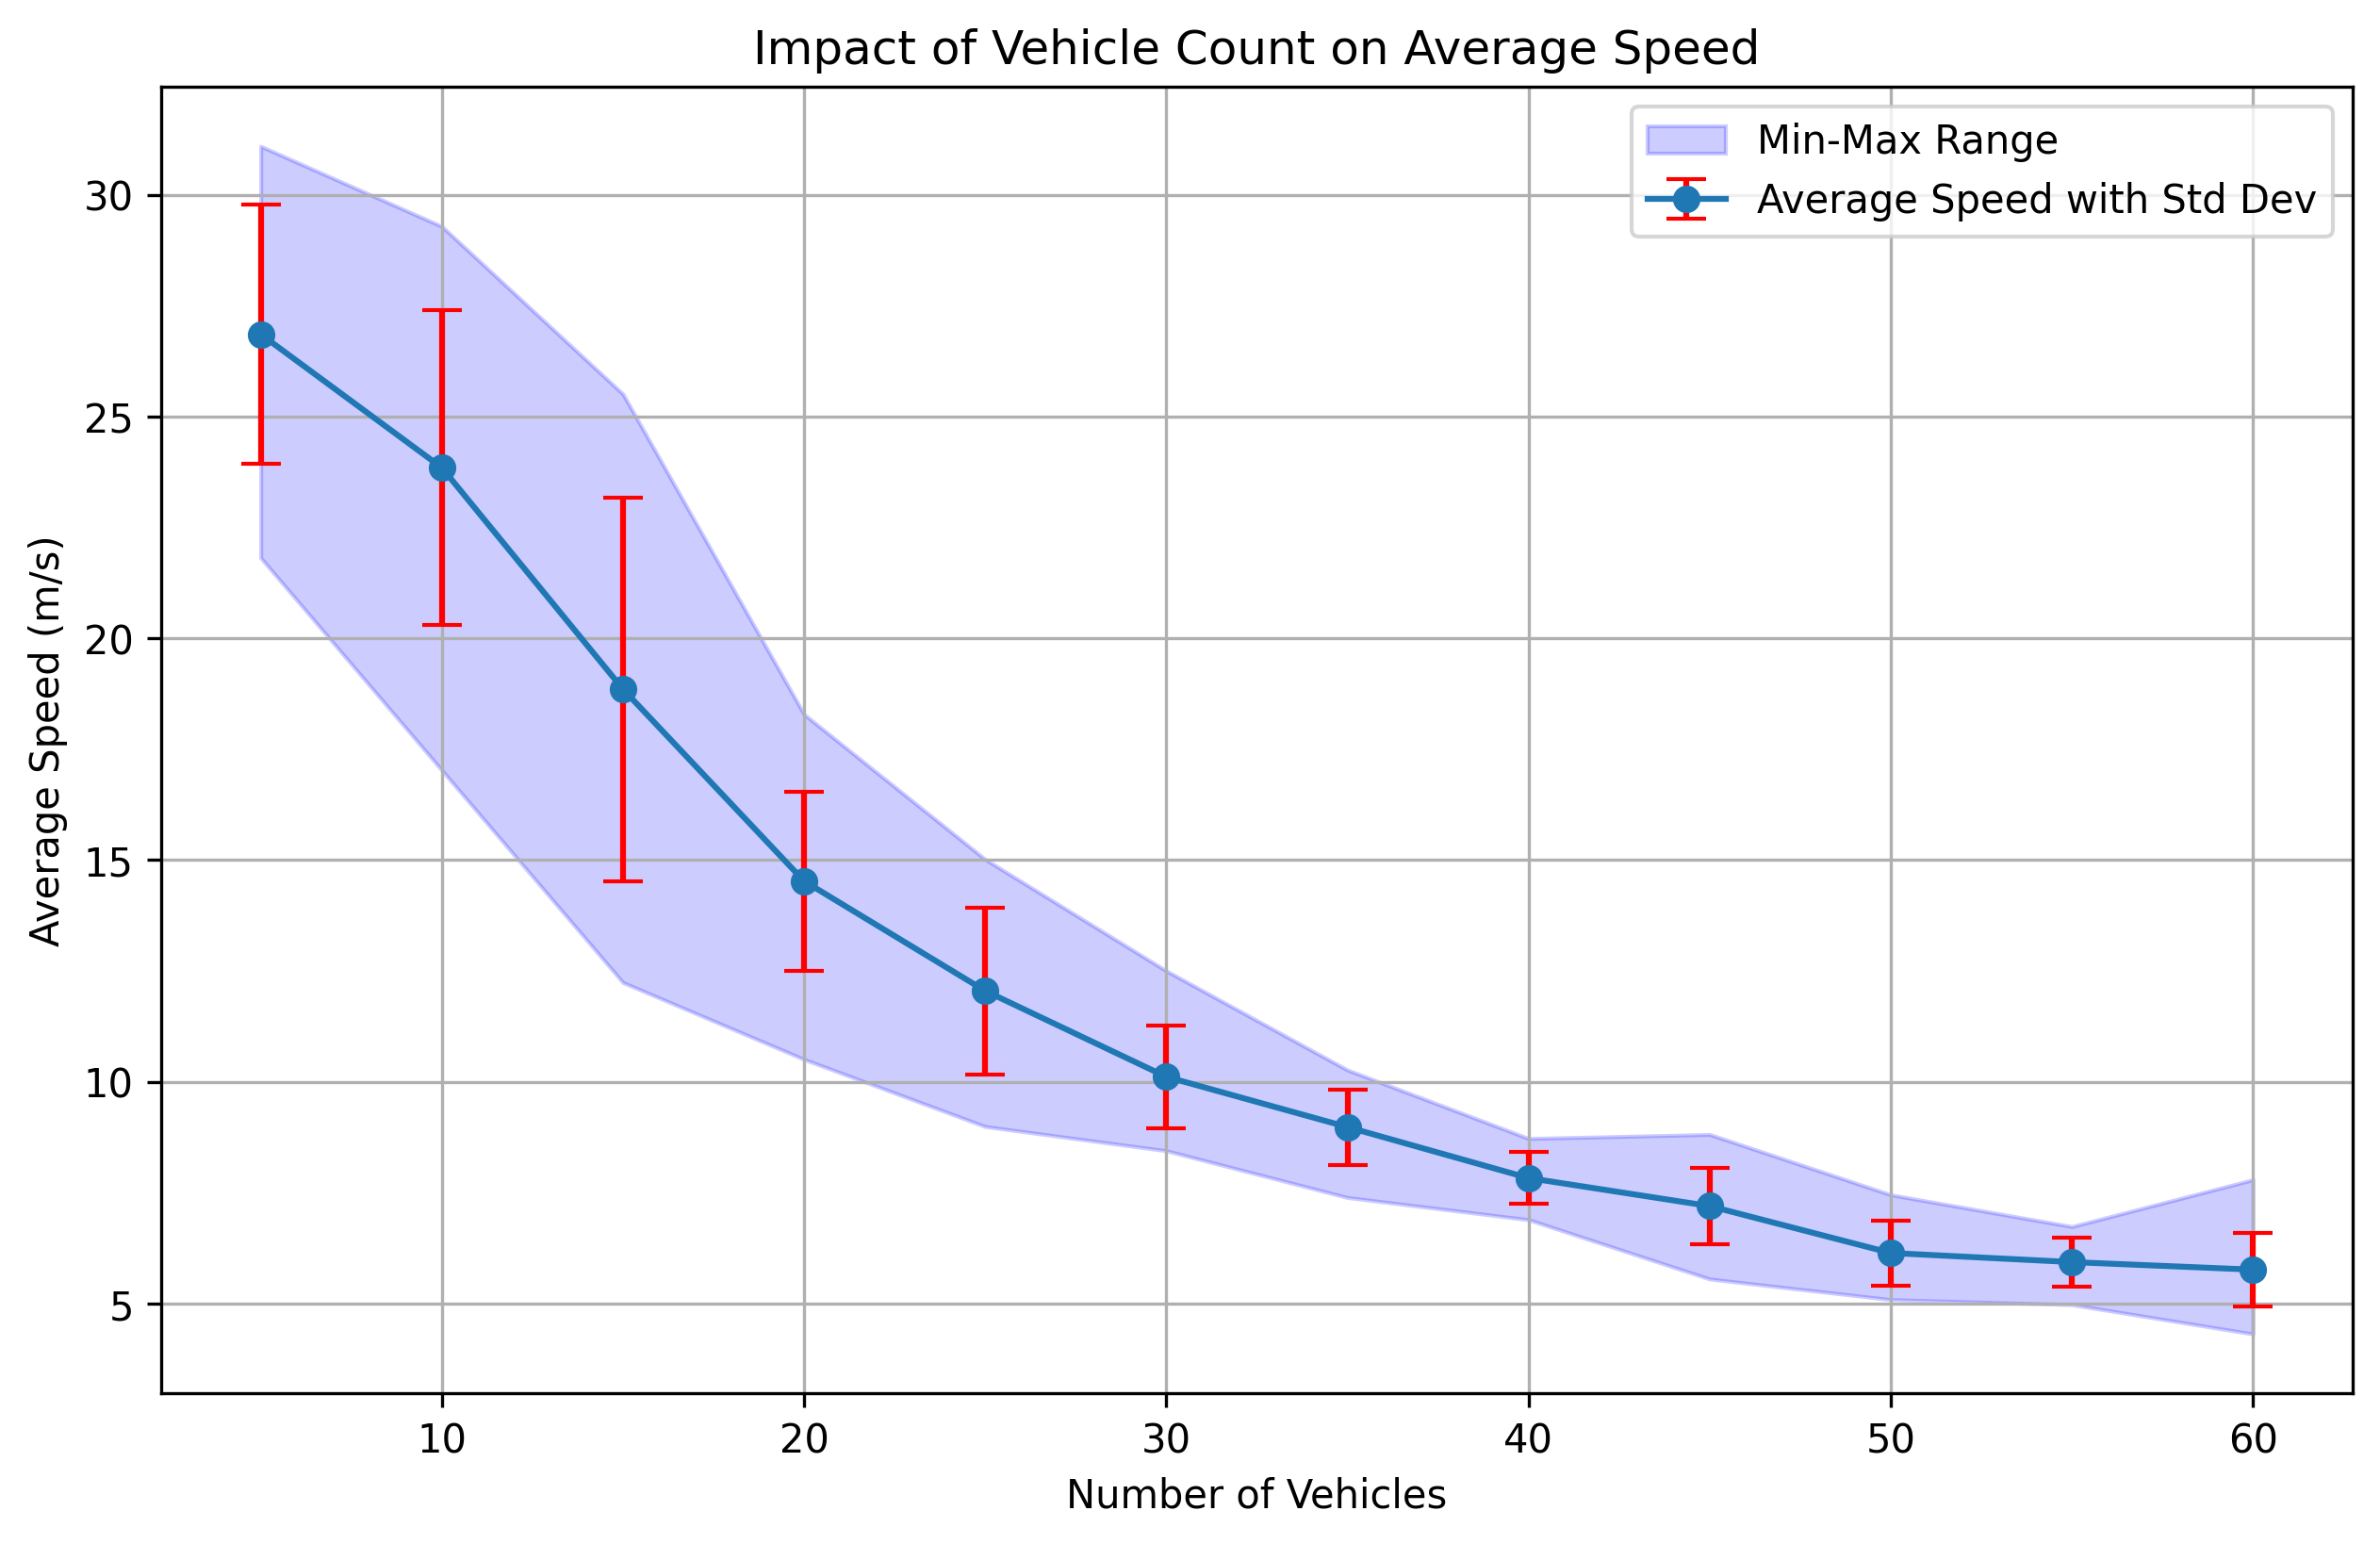 Impact of Vehicle Count on Average Speed
Min-Max Range
Average Speed with Std Dev
Average Speed (m/s)
30
25
20
15
10
5
10 20 30 40 50 60
Number of Vehicles